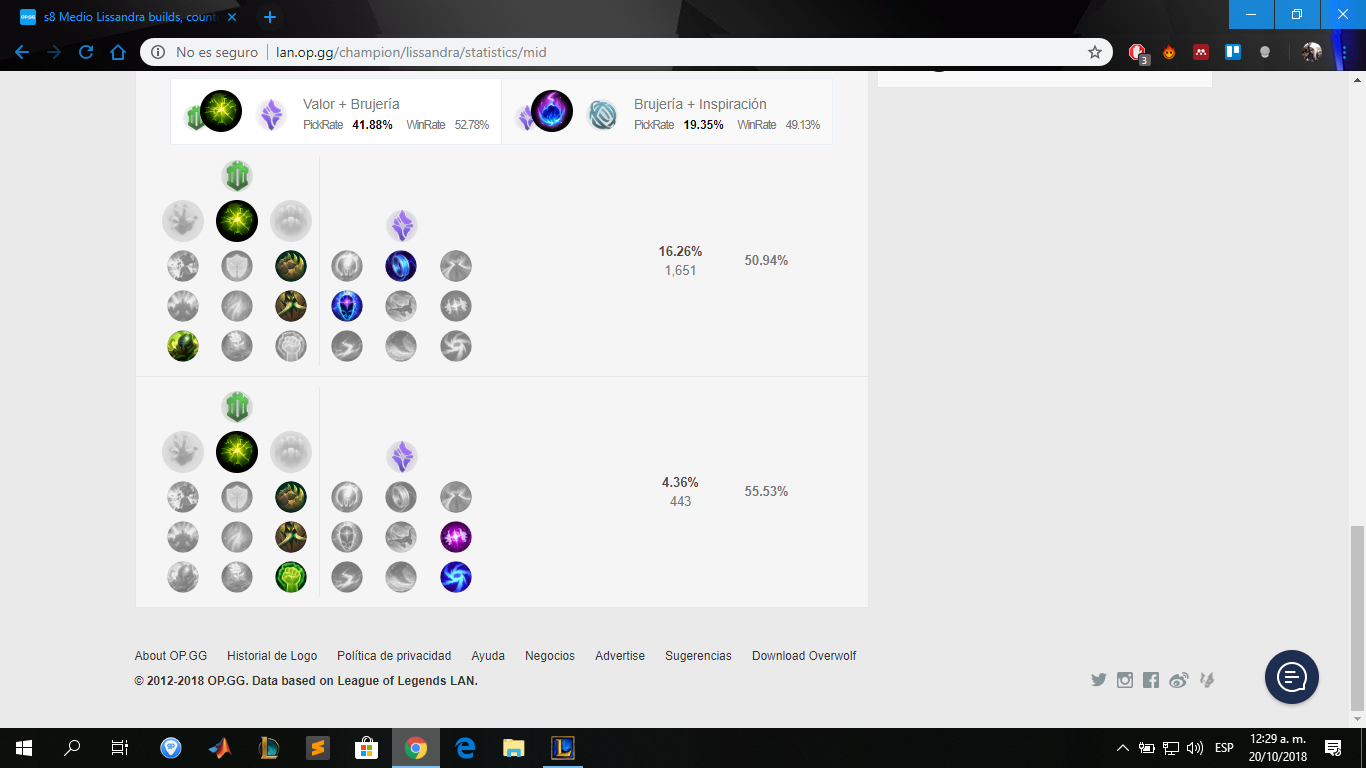 s8 Medio Lissandra builds, count
No es seguro
lan.op.gg/champion/lissandra/statistics/mid
3
Valor + Brujería
PickRate 41.88% WinRate 52.78%
Brujería + Inspiración
PickRate 19.35% WinRate 49.13%
16.26%
1,651
50.94%
4.36%
443
55.53%
About OP.GG Historial de Logo Política de privacidad Ayuda Negocios Advertise Sugerencias Download Overwolf
© 2012-2018 OP.GG. Data based on League of Legends LAN.
ESP
12:29 a. m.
20/10/2018